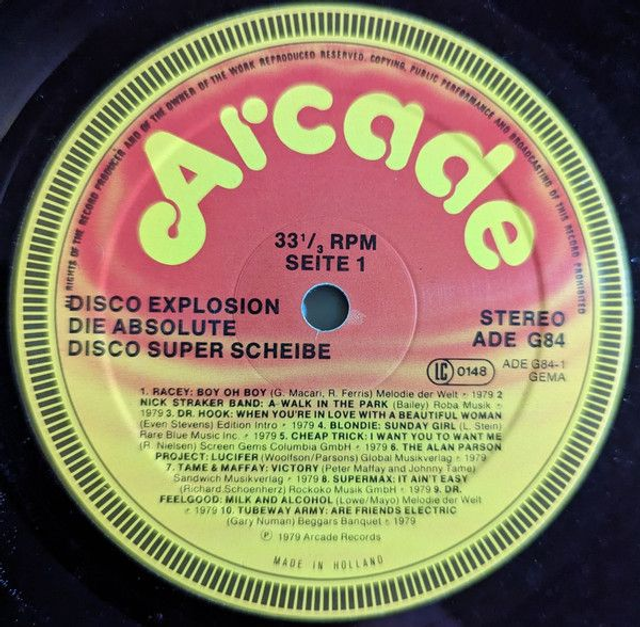 ALL RIGHTS OF THE RECORD PRODUCER AND OF THE OWNER OF THE WORK REPRODUCED RESERVED. COPYING, PUBLIC PERFORMANCE AND BROADCASTING OF THIS RECORD PROHIBITED
Arcade
33 1/3 RPM
SEITE 1
DISCO EXPLOSION
DIE ABSOLUTE
DISCO SUPER SCHEIBE
STEREO
ADE G84
LC 0148
ADE G84-1
GEMA
1. RACEY: BOY OH BOY (G. Macari, R. Ferris) Melodie der Welt ℗ 1979 2
NICK STRAKER BAND: A WALK IN THE PARK (Bailey) Roba Musik ℗
1979 3. DR. HOOK: WHEN YOU'RE IN LOVE WITH A BEAUTIFUL WOMAN
(Even Stevens) Edition Intro ℗ 1979 4. BLONDIE: SUNDAY GIRL (L. Stein)
Rare Blue Music Inc. ℗ 1979 5. CHEAP TRICK: I WANT YOU TO WANT ME
(R. Nielsen) Screen Gems Columbia GmbH ℗ 1979 6. THE ALAN PARSON
PROJECT: LUCIFER (Woolfson/Parsons) Global Musikverlag ℗ 1979
7. TAME & MAFFAY: VICTORY (Peter Maffay and Johnny Tame)
Sandwich Musikverlag ℗ 1979 8. SUPERMAX: IT AIN'T EASY
(Richard Schoenherz) Rockoko Musik GmbH ℗ 1979 9. DR.
FEELGOOD: MILK AND ALCOHOL (Lowe/Mayo) Melodie der Welt
℗ 1979 10. TUBEWAY ARMY: ARE FRIENDS ELECTRIC
(Gary Numan) Beggars Banquet ℗ 1979
℗ 1979 Arcade Records
MADE IN HOLLAND